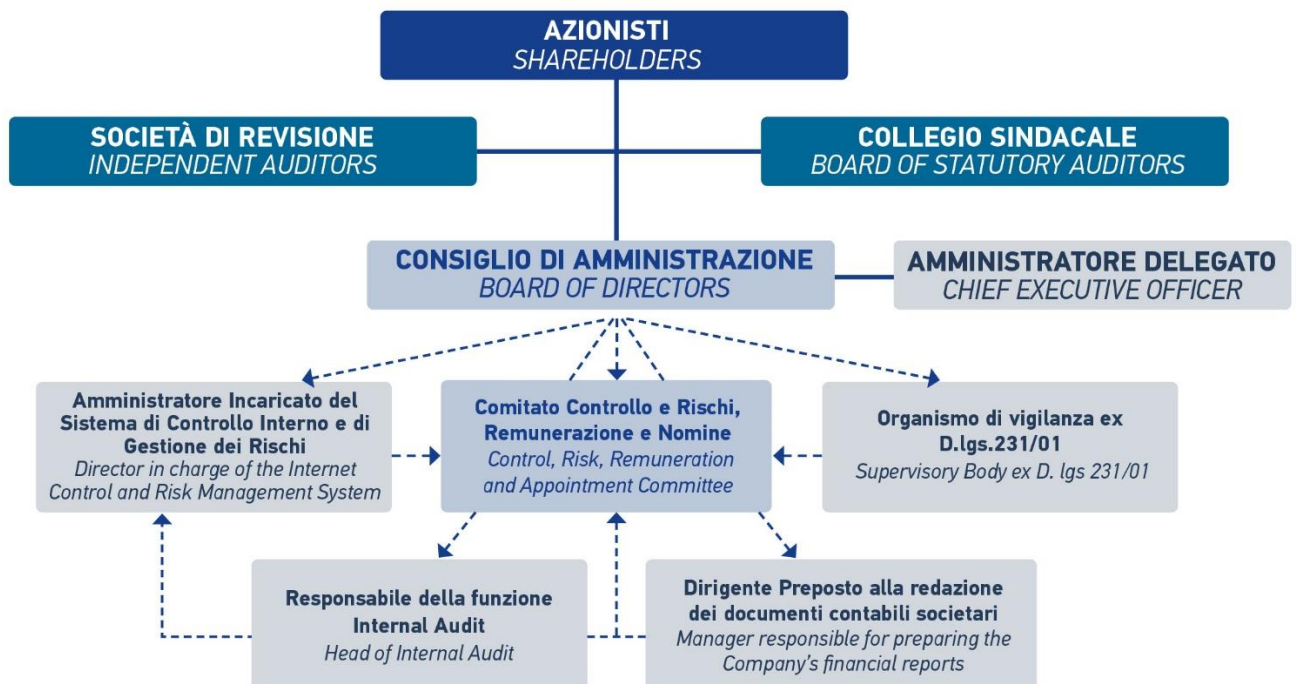 AZIONISTI
SHAREHOLDERS
SOCIETÀ DI REVISIONE
INDEPENDENT AUDITORS
COLLEGIO SINDACALE
BOARD OF STATUTORY AUDITORS
CONSIGLIO DI AMMINISTRAZIONE
BOARD OF DIRECTORS
AMMINISTRATORE DELEGATO
CHIEF EXECUTIVE OFFICER
Amministratore Incaricato del
Sistema di Controllo Interno e di
Gestione dei Rischi
Director in charge of the Internet
Control and Risk Management System
Comitato Controllo e Rischi,
Remunerazione e Nomine
Control, Risk, Remuneration
and Appointment Committee
Organismo di vigilanza ex
D.lgs.231/01
Supervisory Body ex D. lgs 231/01
Responsabile della funzione
Internal Audit
Head of Internal Audit
Dirigente Preposto alla redazione
dei documenti contabili societari
Manager responsible for preparing the
Company's financial reports